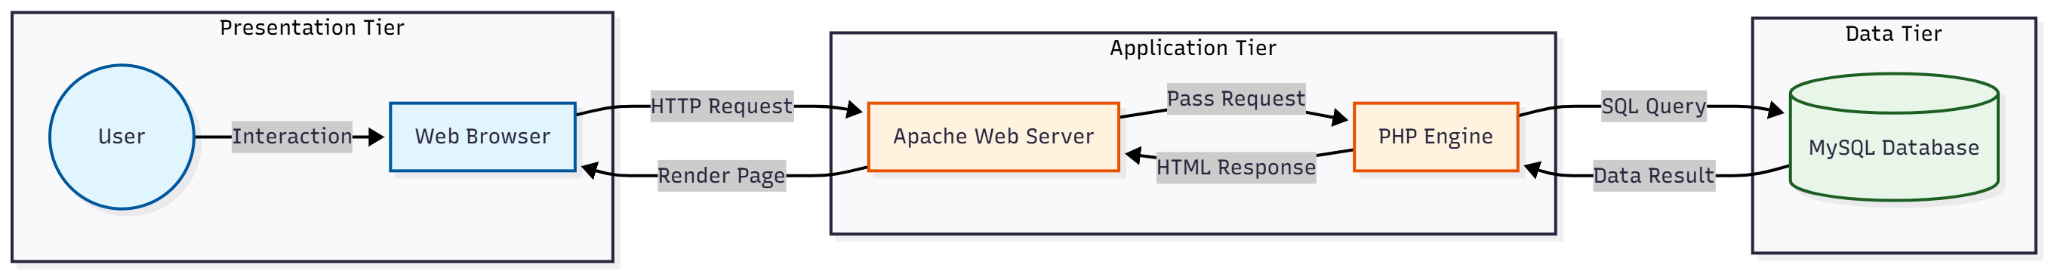 Presentation Tier
User
Interaction
Web Browser
HTTP Request
Render Page
Application Tier
Apache Web Server
Pass Request
HTML Response
PHP Engine
SQL Query
Data Result
Data Tier
MySQL Database